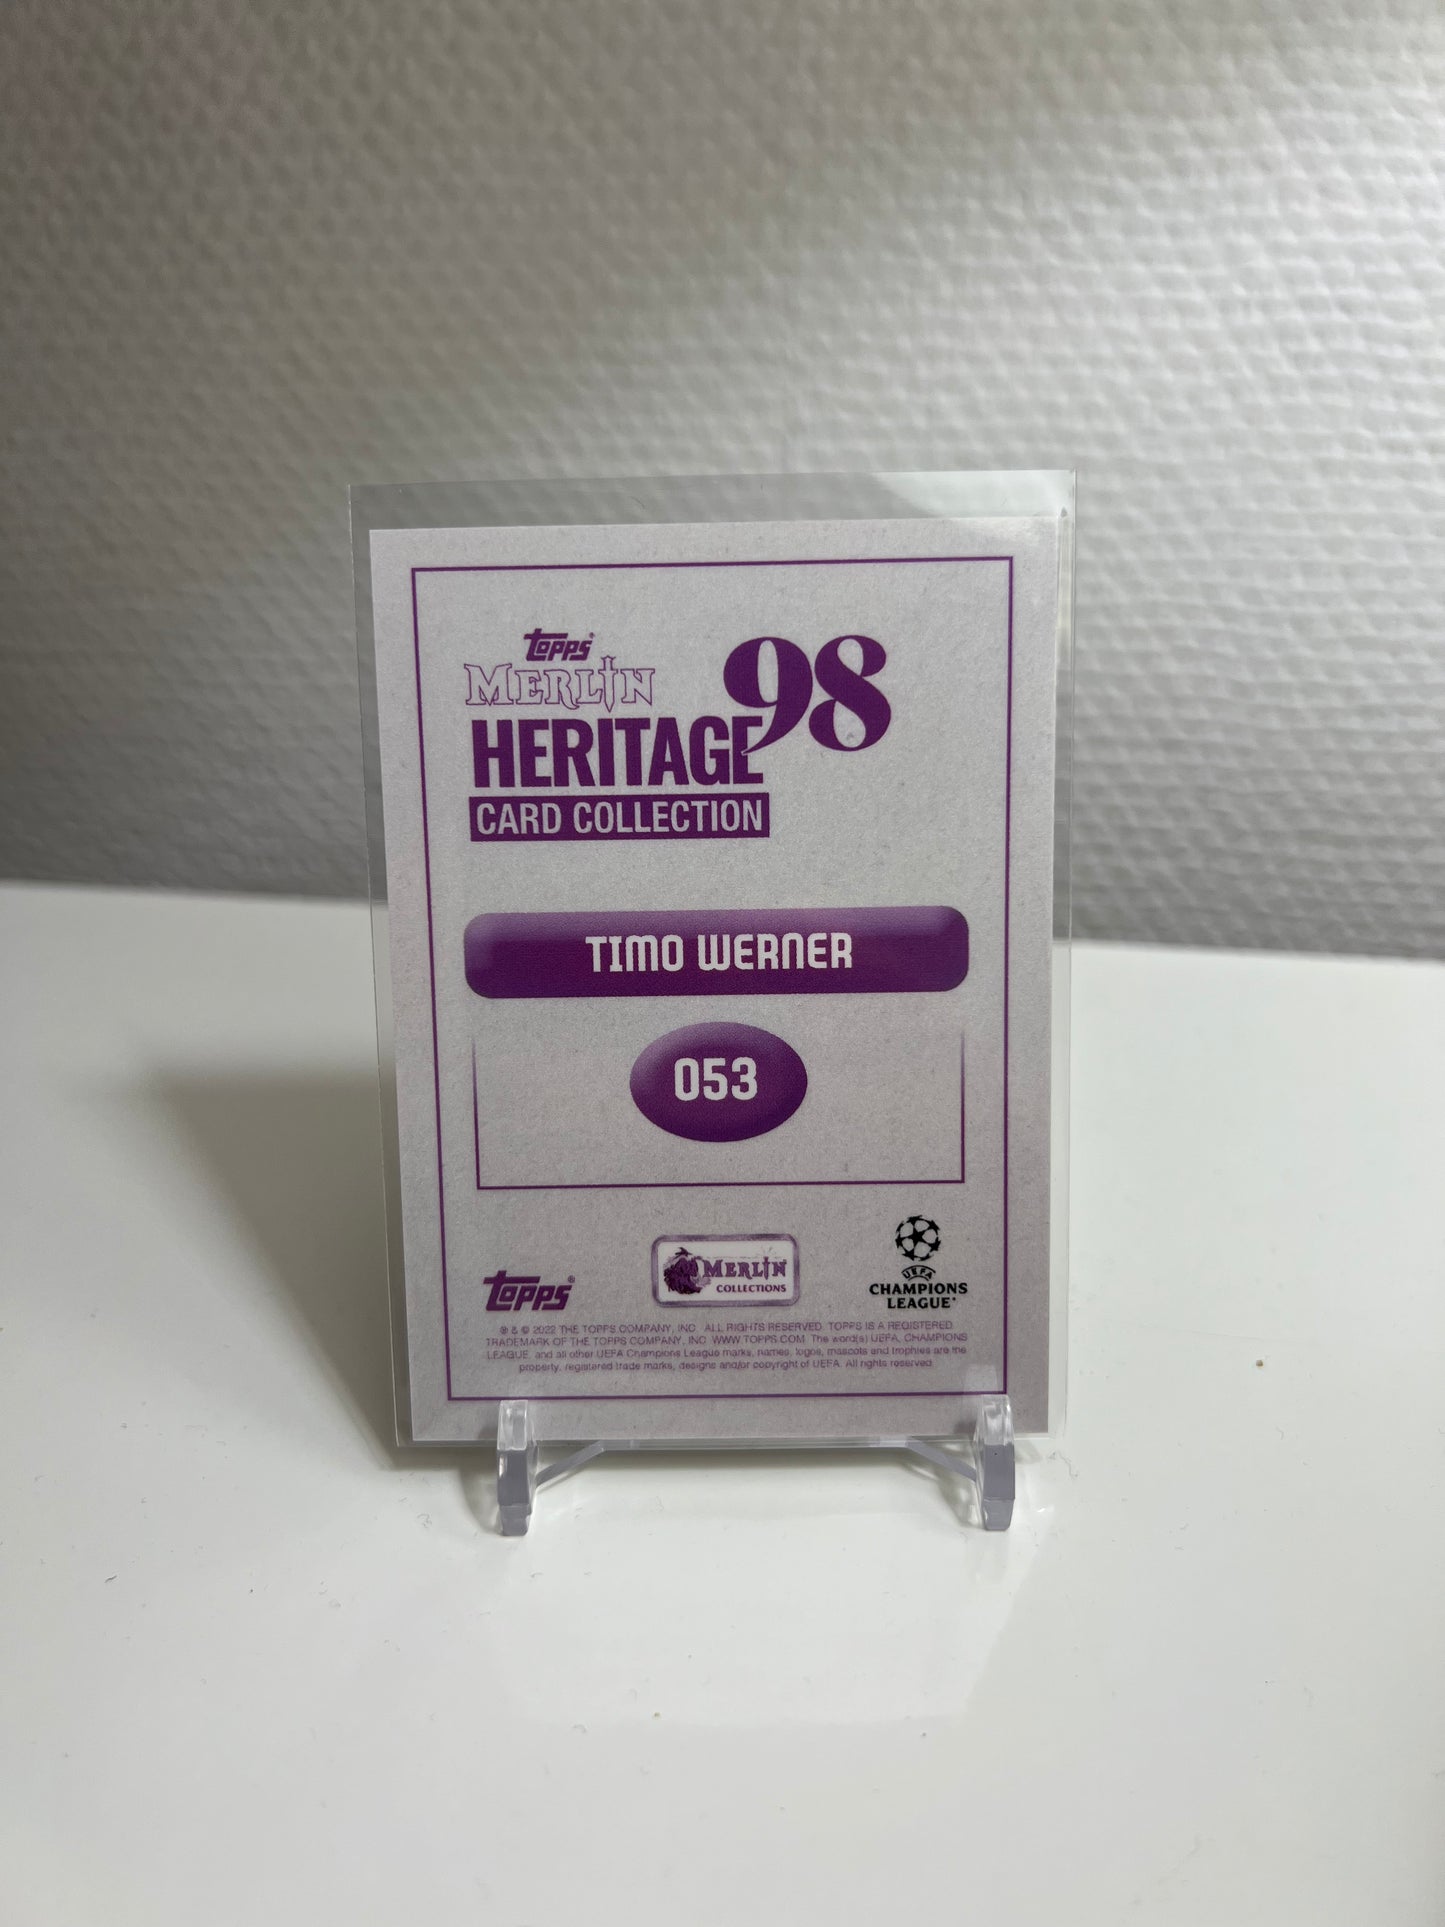 topps
MERLIN
HERITAGE 98
CARD COLLECTION
TIMO WERNER
053
MERLIN
COLLECTIONS
topps®
UEFA
CHAMPIONS
LEAGUE
® & © 2022 THE TOPPS COMPANY, INC. ALL RIGHTS RESERVED. TOPPS IS A REGISTERED
TRADEMARK OF THE TOPPS COMPANY, INC. WWW.TOPPS.COM. The word(s) UEFA, CHAMPIONS
LEAGUE, and all other UEFA Champions League marks, names, logos, mascots and trophies are the
property, registered trade marks, designs and/or copyright of UEFA. All rights reserved.